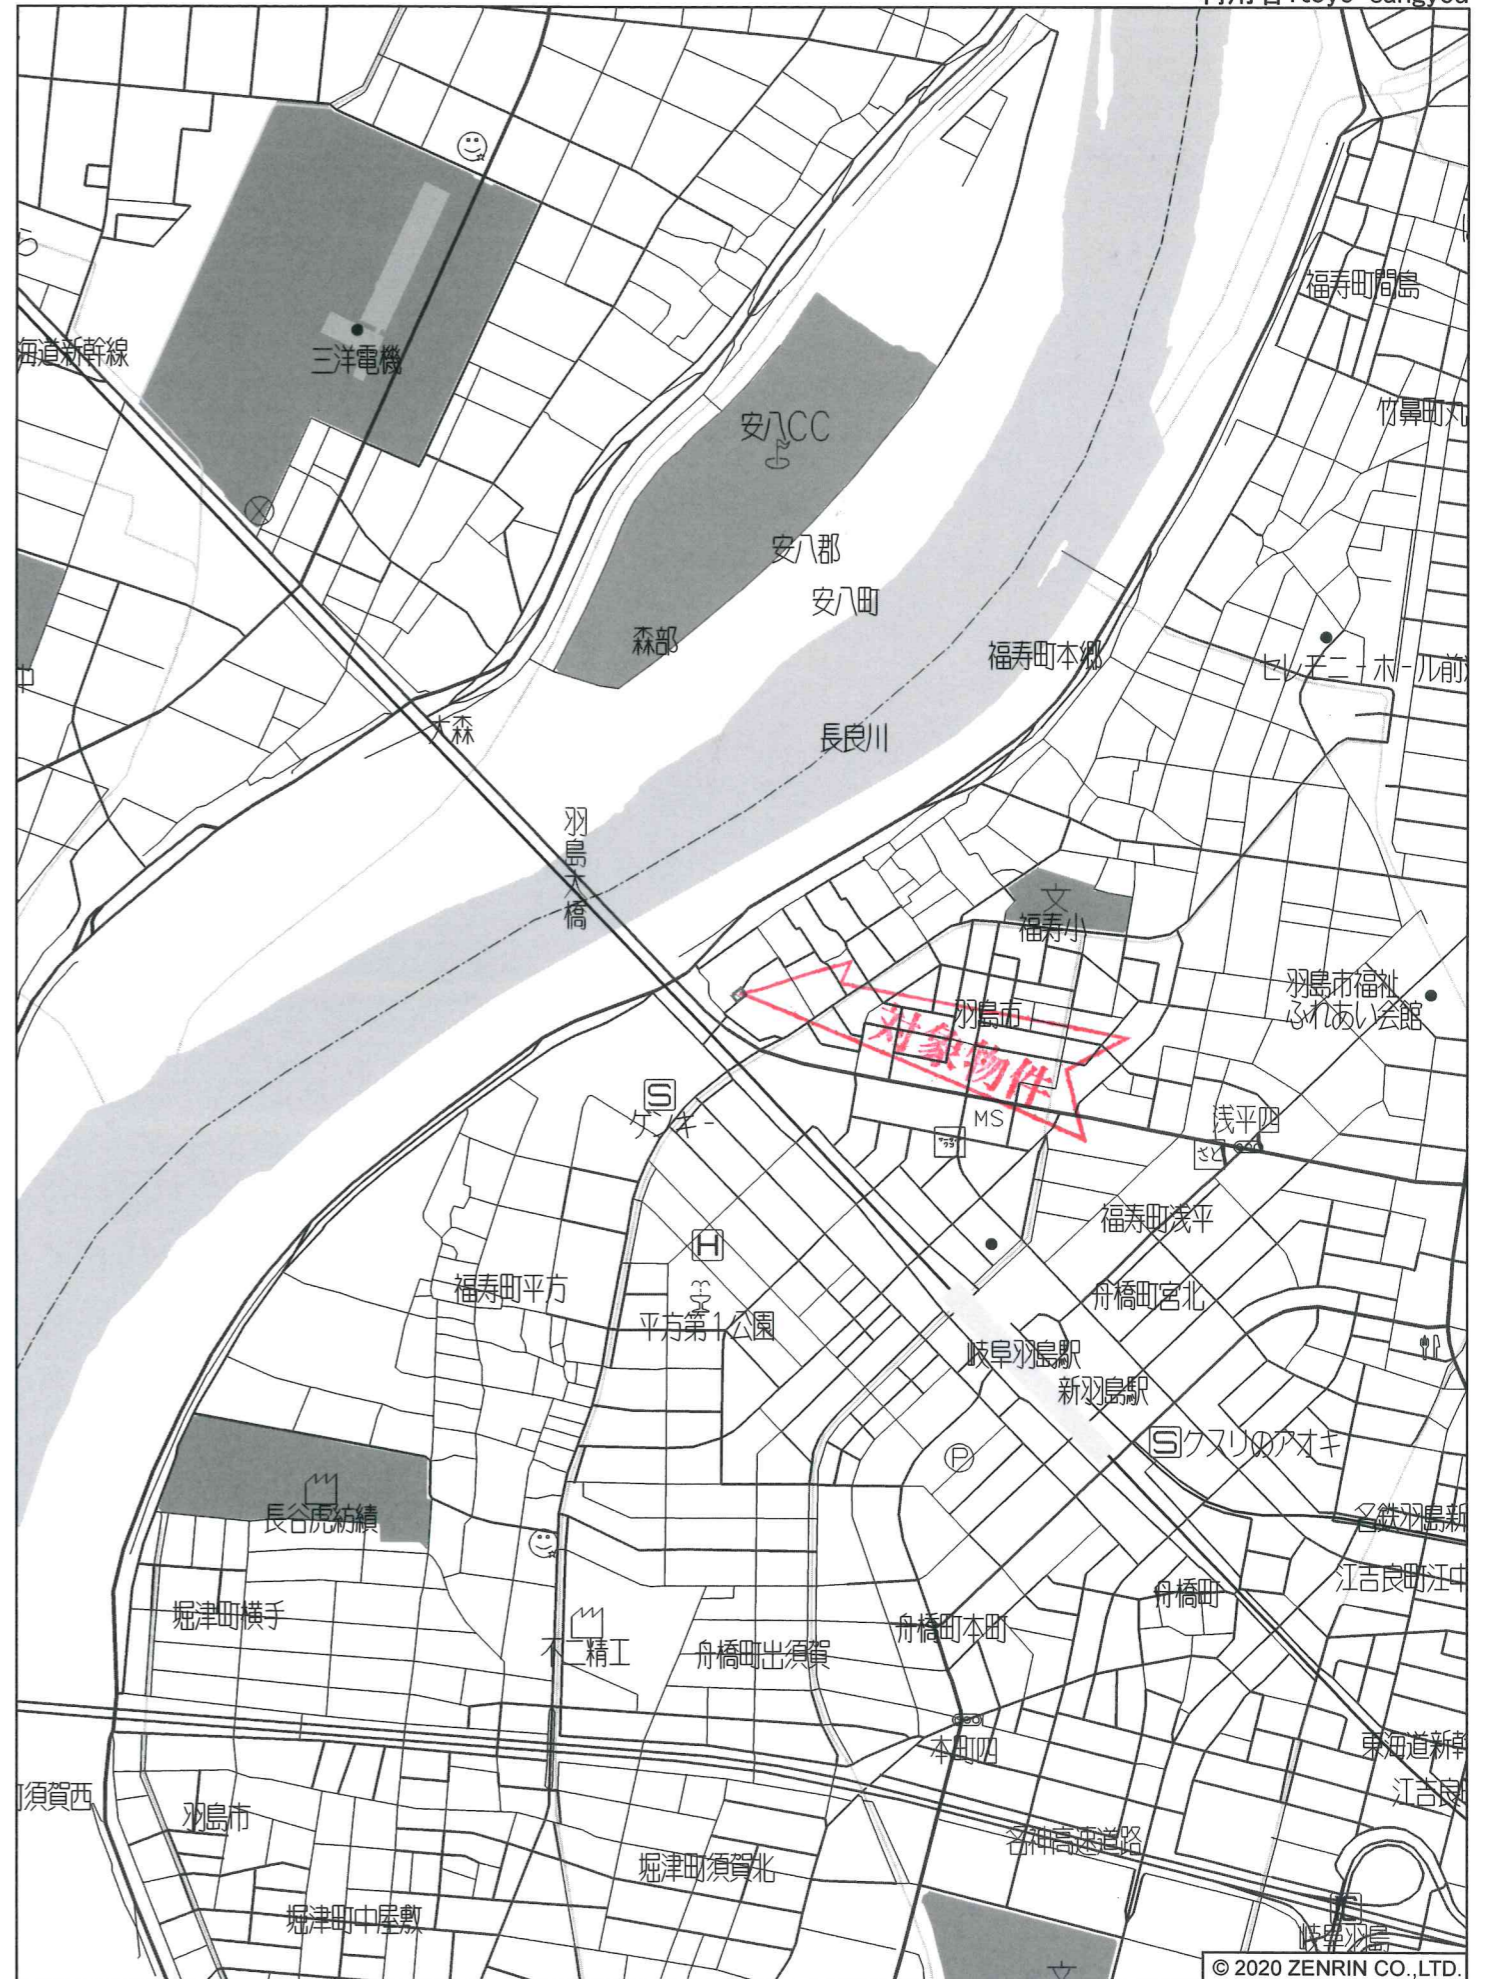 海道新幹線
三洋電機
福寿町間島
竹鼻町丸
安八CC
安八郡
安八町
森部
福寿町本郷
セレモニーホール前
大森
長良川
羽島大橋
文
福寿小
羽島市福祉
ふれあい会館
羽島市
対象物件
S
ゲンキー
MS
浅平四
さと
福寿町浅平
H
福寿町平方
舟橋町宮北
平方第1公園
岐阜羽島駅
新羽島駅
P
S クスリのアオキ
長谷虎紡績
名鉄羽島新
江吉良町江中
堀津町横手
舟橋町
舟橋町本町
不二精工
舟橋町出須賀
本町四
東海道新幹
江吉良
須賀西
羽島市
名神高速道路
堀津町須賀北
堀津町中屋敷
IC
岐阜羽島
文
© 2020 ZENRIN CO.,LTD.